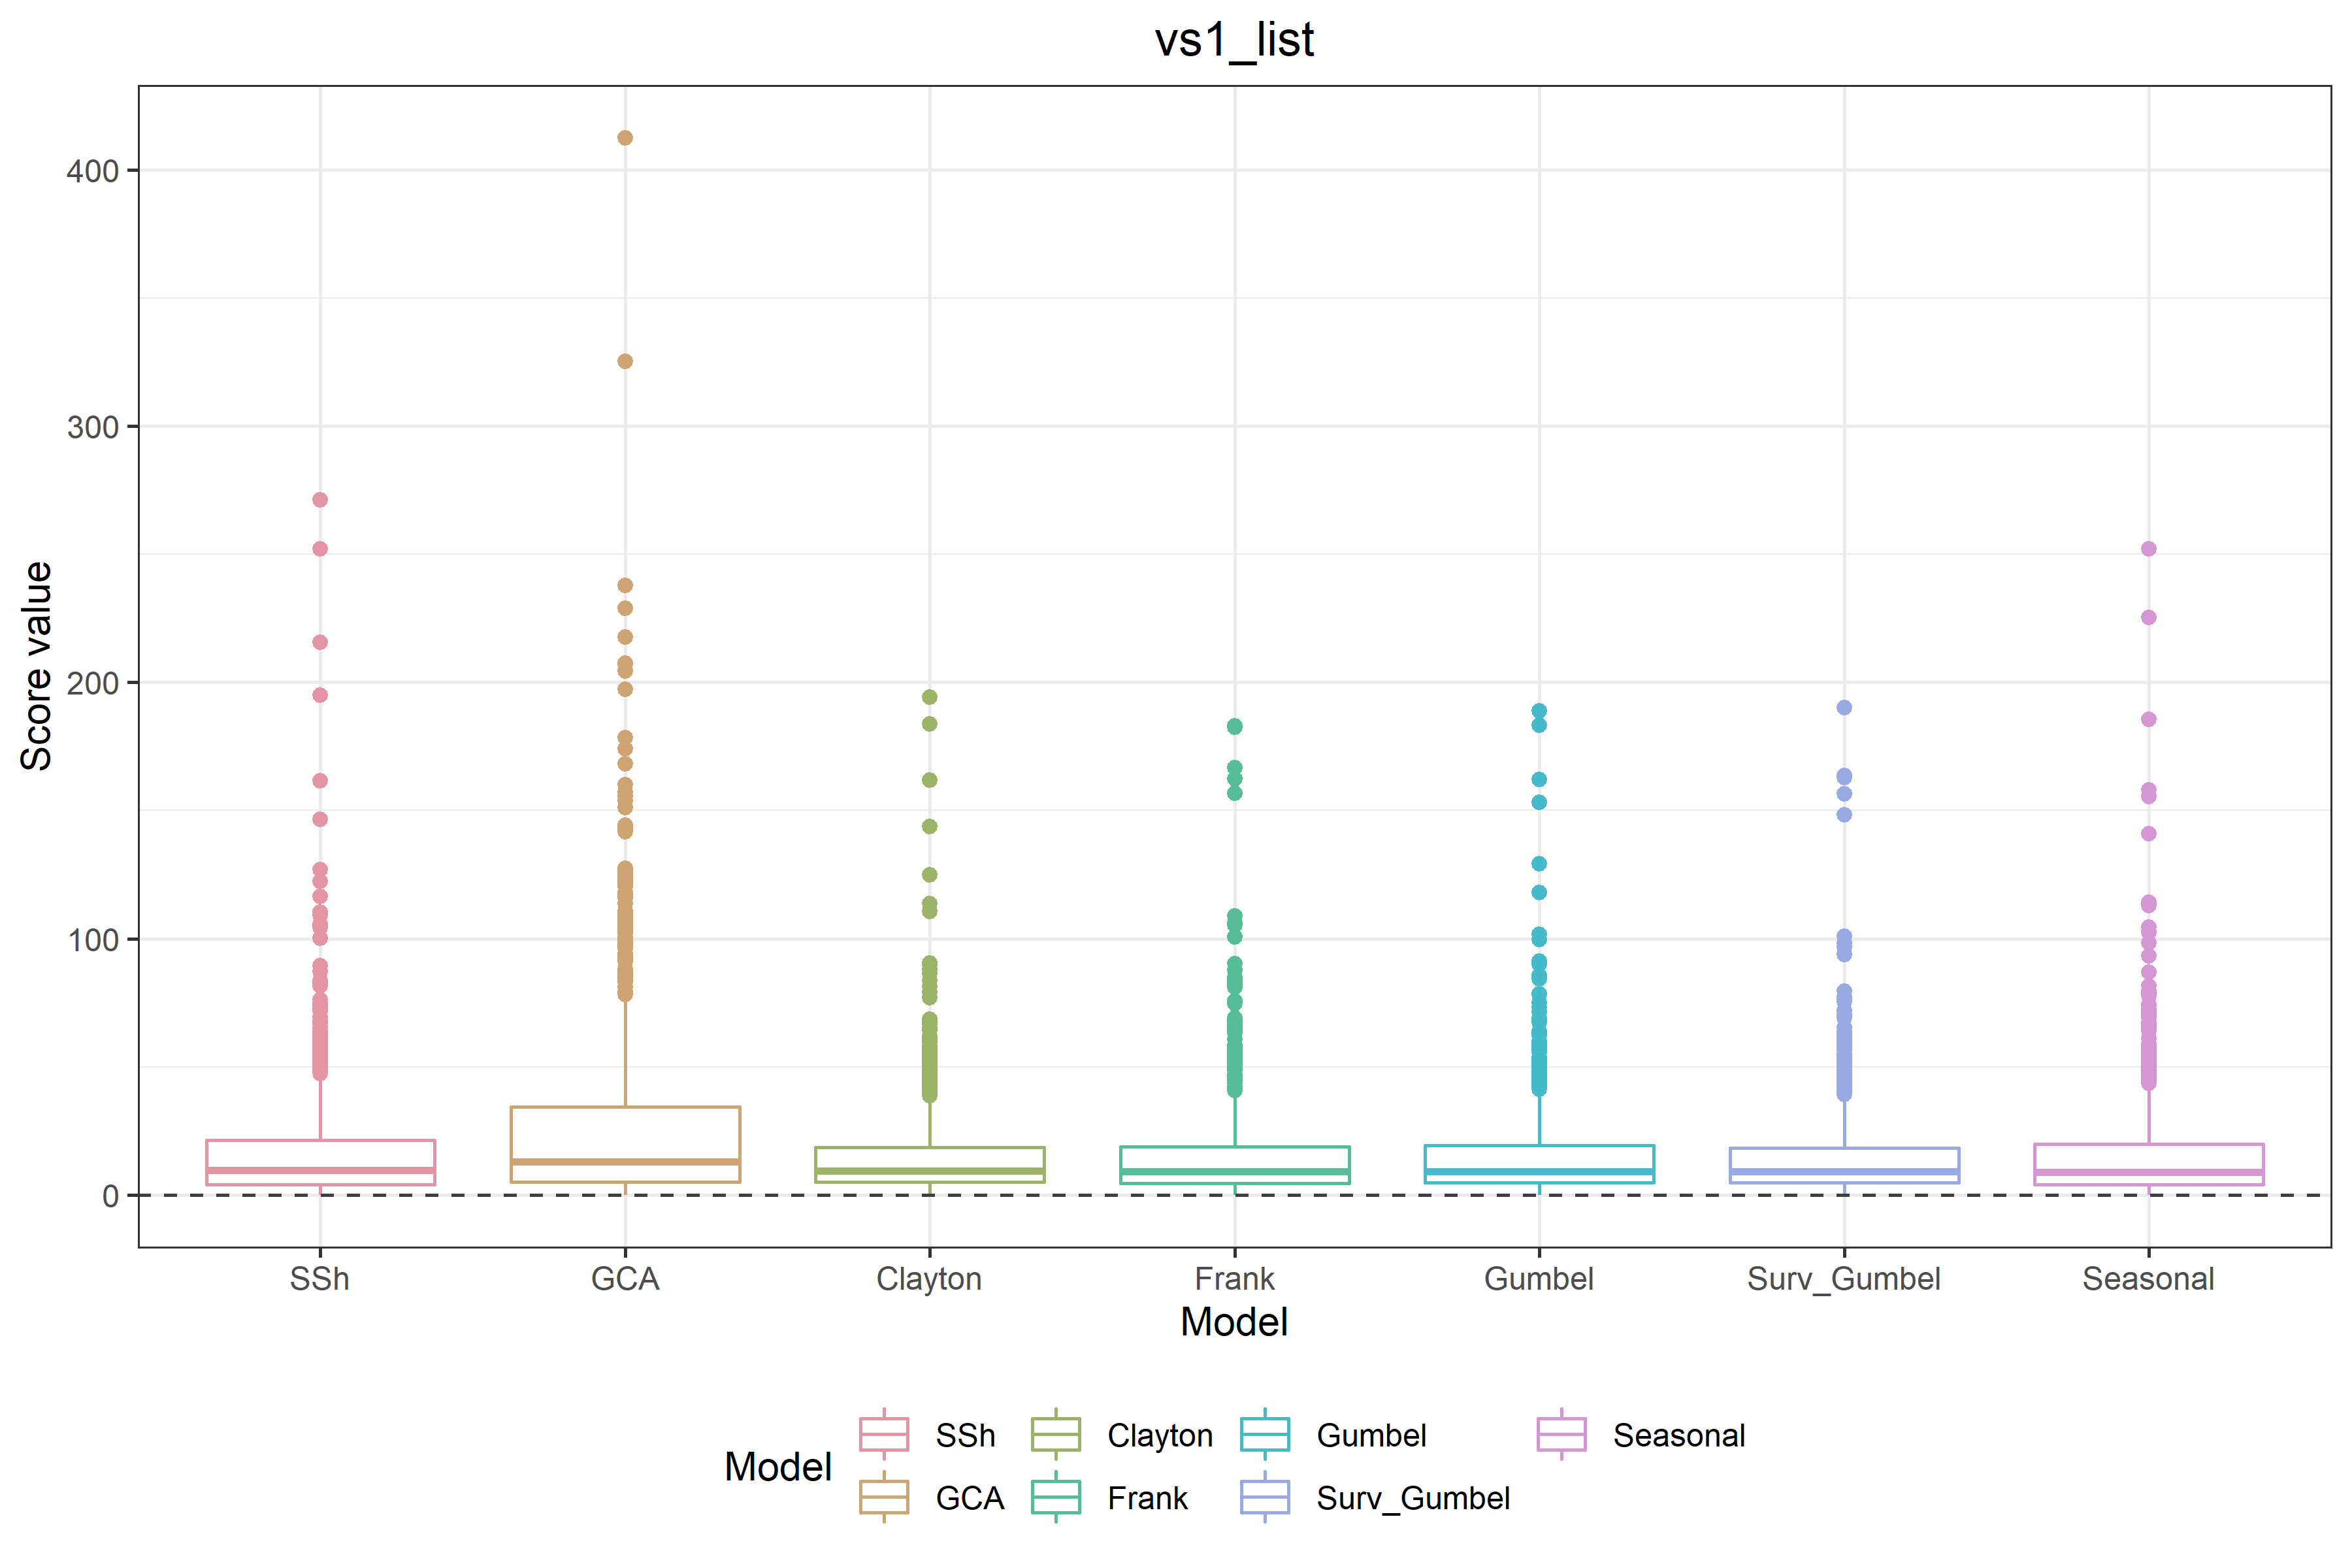 vs1_list
Score value
400
300
200
100
0
SSh GCA Clayton Frank Gumbel Surv_Gumbel Seasonal
Model
Model
SSh Clayton Gumbel Seasonal
GCA Frank Surv_Gumbel